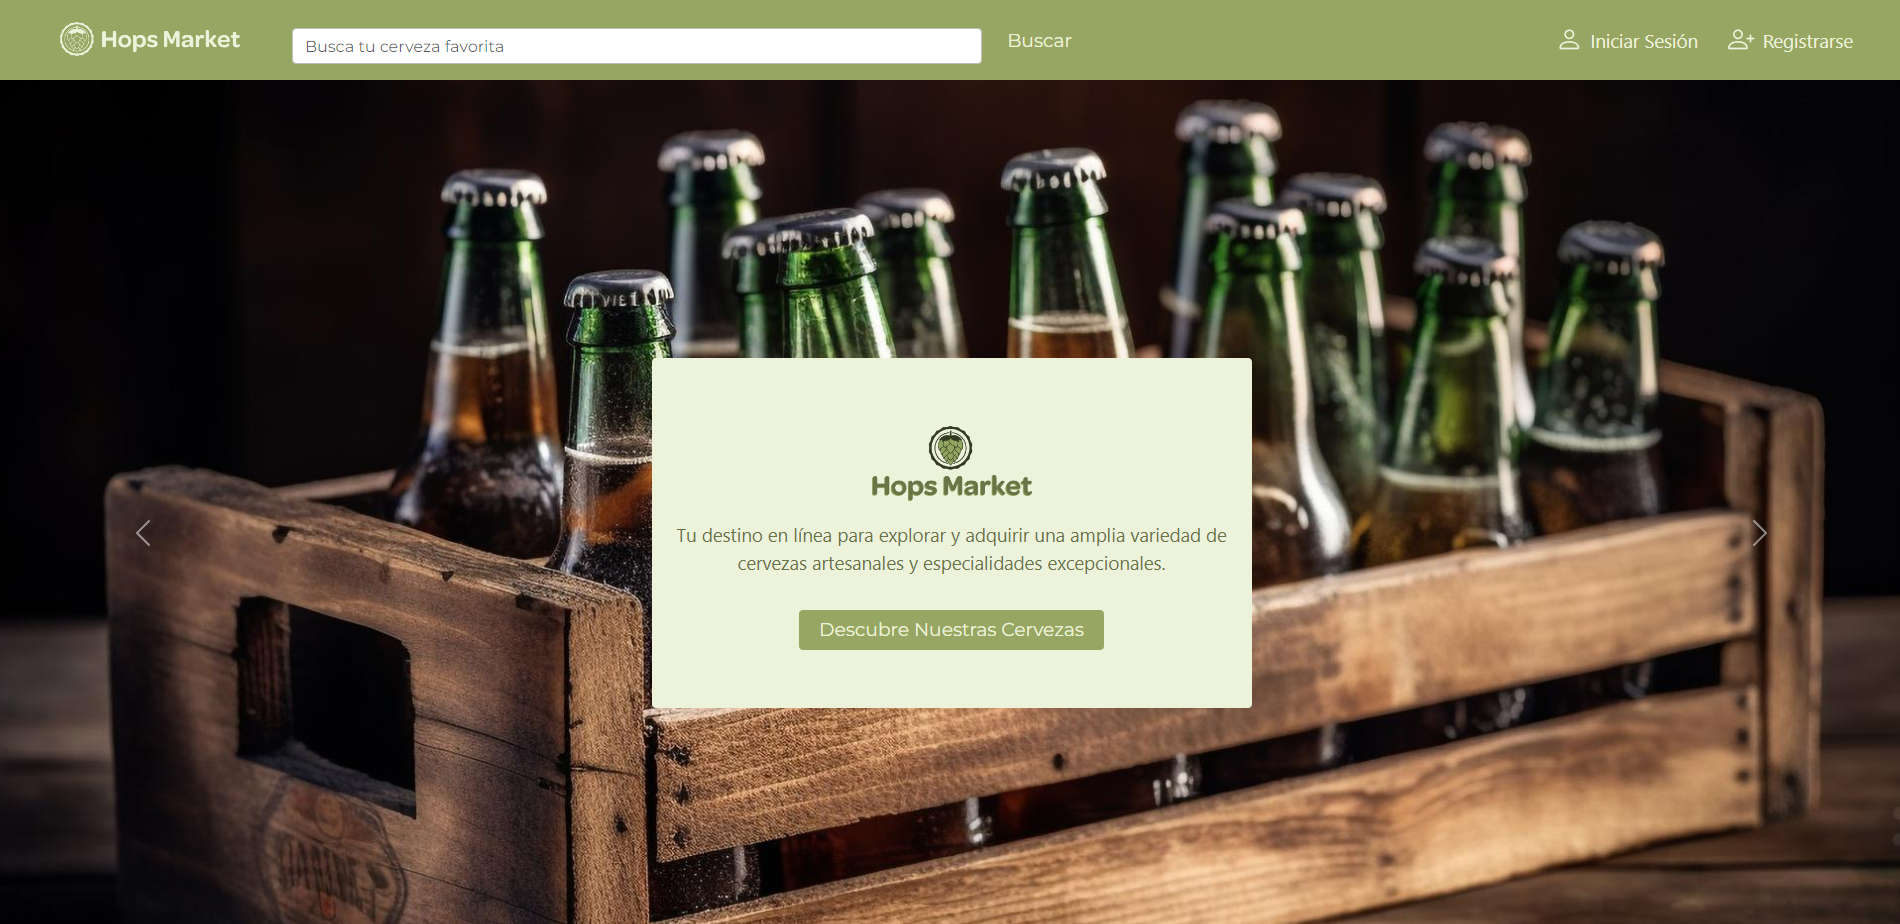 Hops Market
Busca tu cerveza favorita
Buscar
Iniciar Sesión
Registrarse
Hops Market
Tu destino en línea para explorar y adquirir una amplia variedad de
cervezas artesanales y especialidades excepcionales.
Descubre Nuestras Cervezas